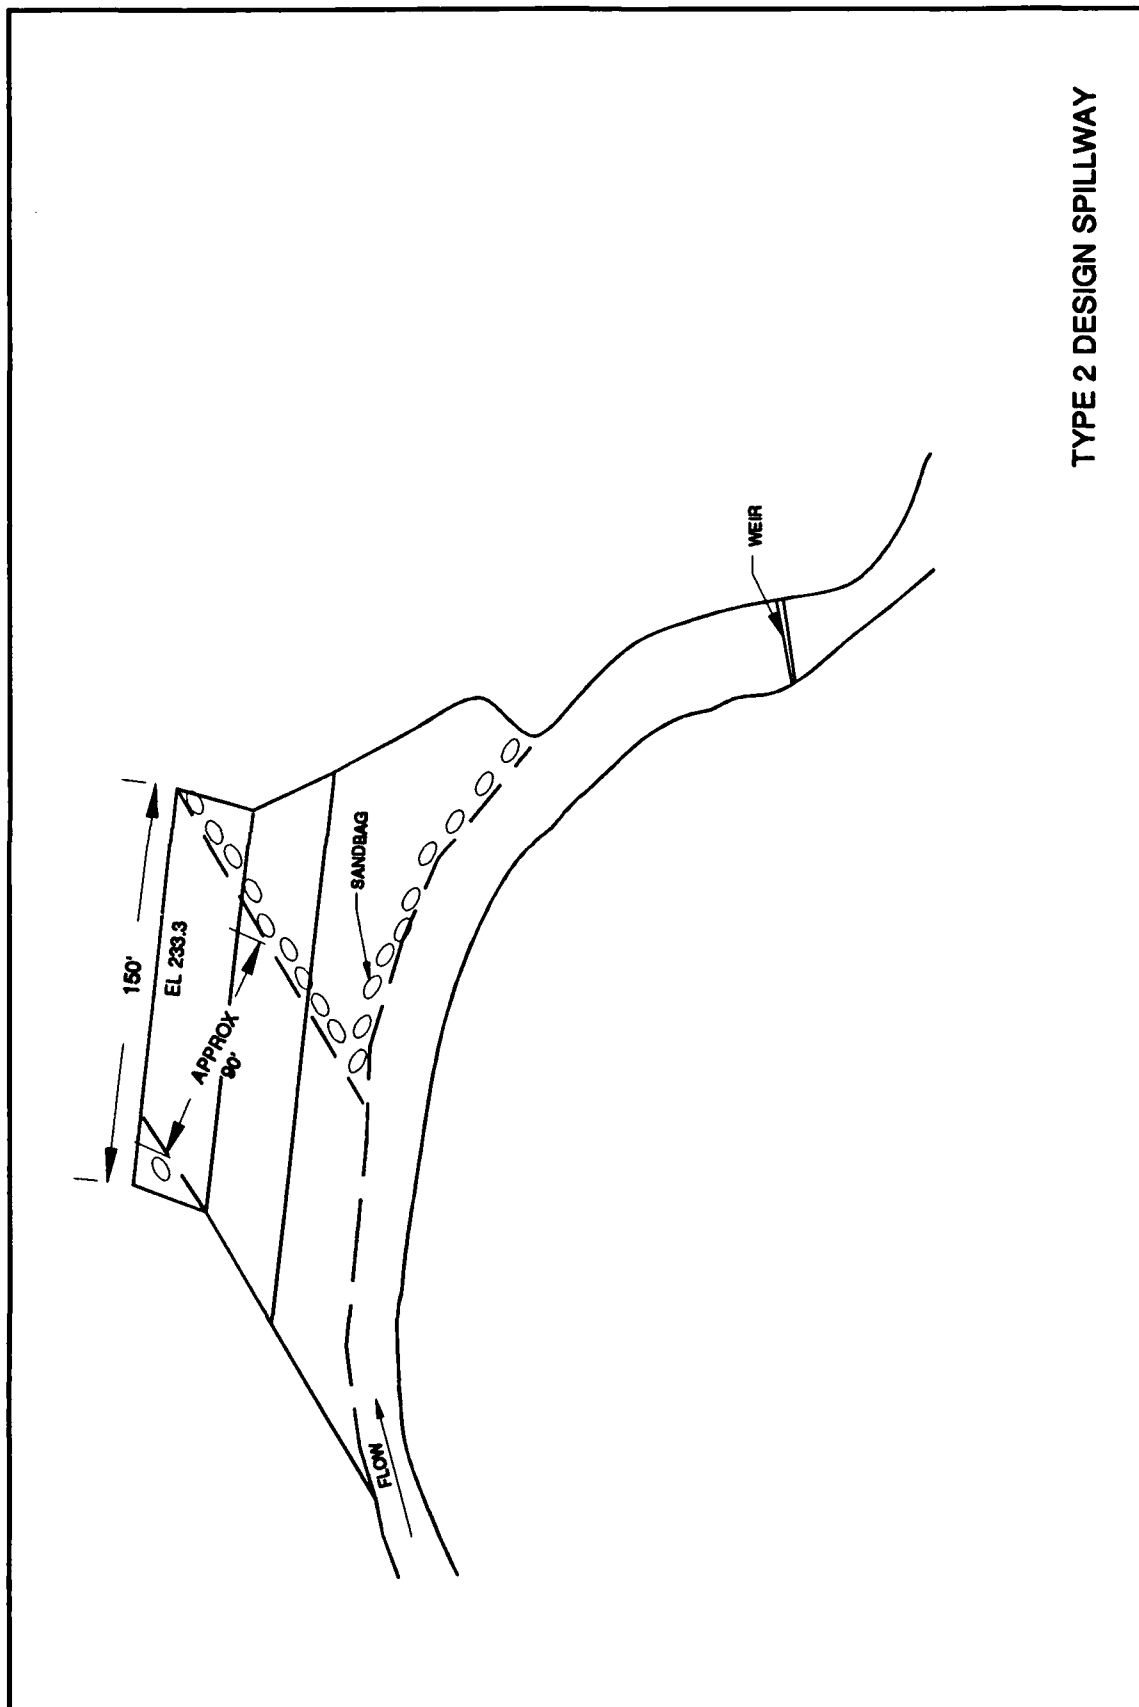 150'
EL 233.3
APPROX
90'
SANDBAG
WEIR
FLOW
TYPE 2 DESIGN SPILLWAY